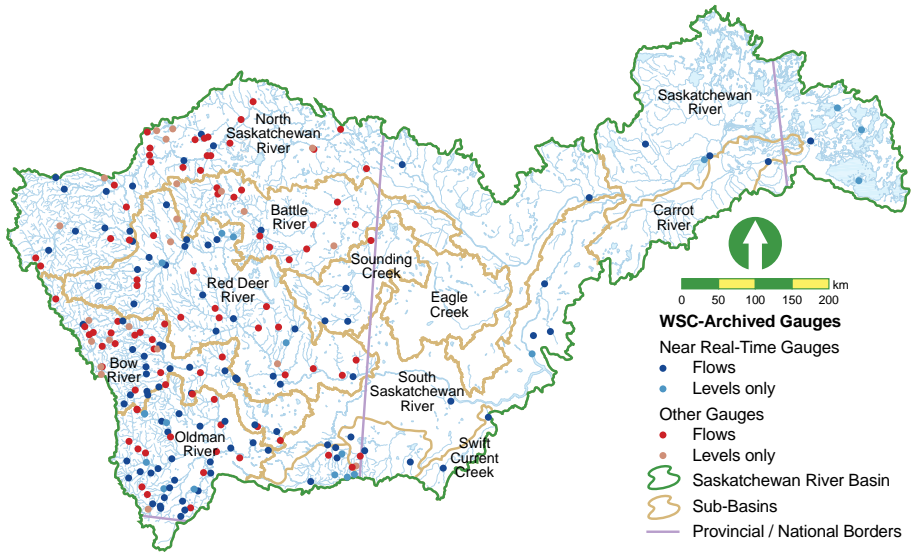 Saskatchewan
River
North
Saskatchewan
River
Battle
River
Carrot
River
Sounding
Creek
Red Deer
River
Eagle
Creek
Bow
River
South
Saskatchewan
River
Oldman
River
Swift
Current
Creek
0 50 100 150 200 km
WSC-Archived Gauges
Near Real-Time Gauges
Flows
Levels only
Other Gauges
Flows
Levels only
Saskatchewan River Basin
Sub-Basins
Provincial / National Borders